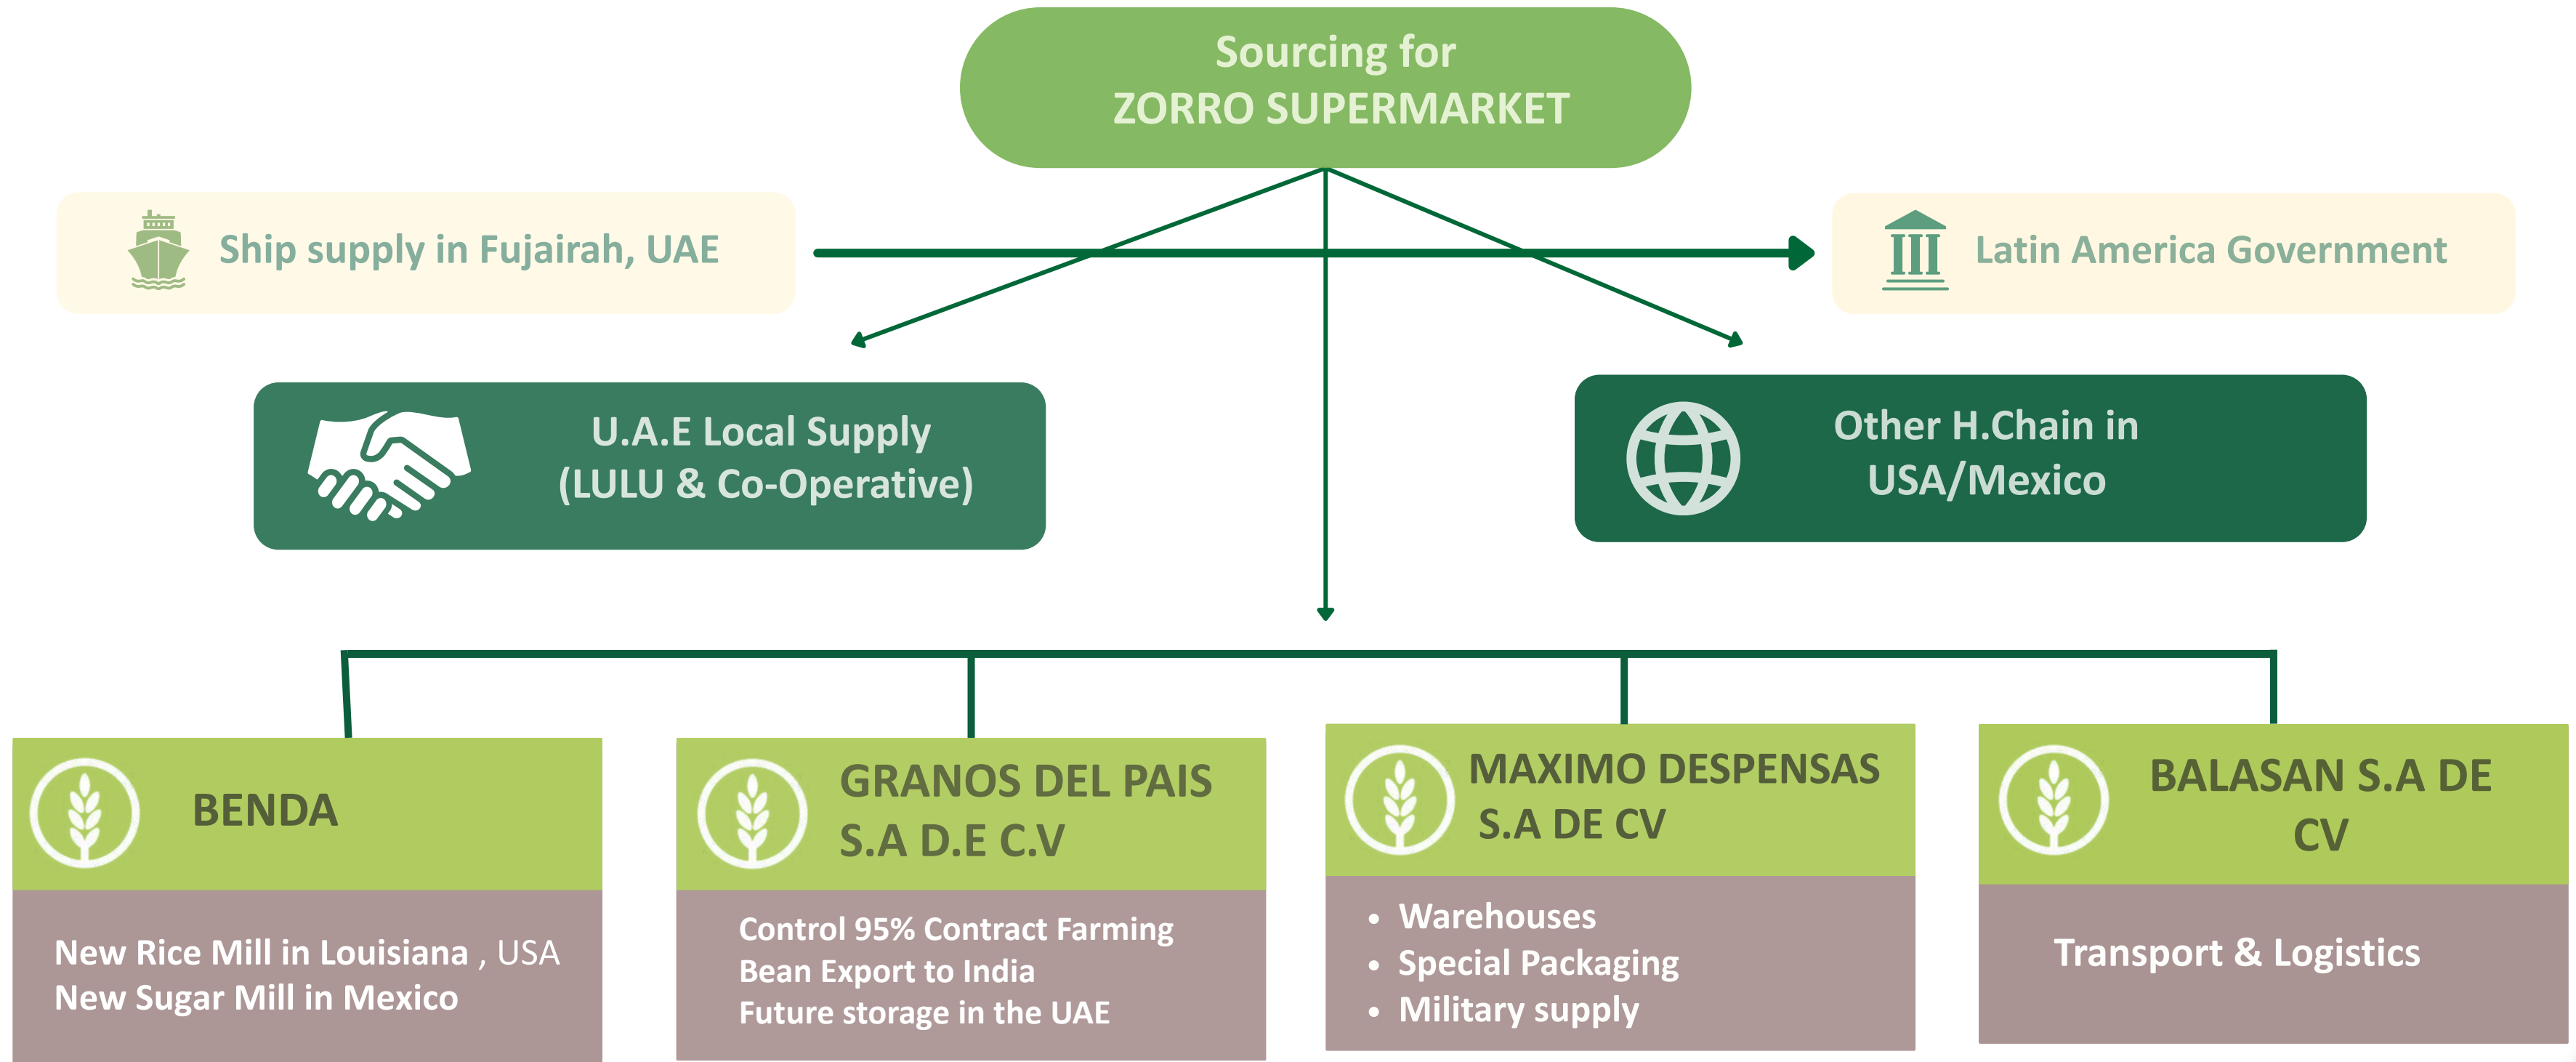 Sourcing for
ZORRO SUPERMARKET
Ship supply in Fujairah, UAE
Latin America Government
U.A.E Local Supply
(LULU & Co-Operative)
Other H.Chain in
USA/Mexico
BENDA
New Rice Mill in Louisiana , USA
New Sugar Mill in Mexico
GRANOS DEL PAIS
S.A D.E C.V
Control 95% Contract Farming
Bean Export to India
Future storage in the UAE
MAXIMO DESPENSAS
S.A DE CV
• Warehouses
• Special Packaging
• Military supply
BALASAN S.A DE
CV
Transport & Logistics